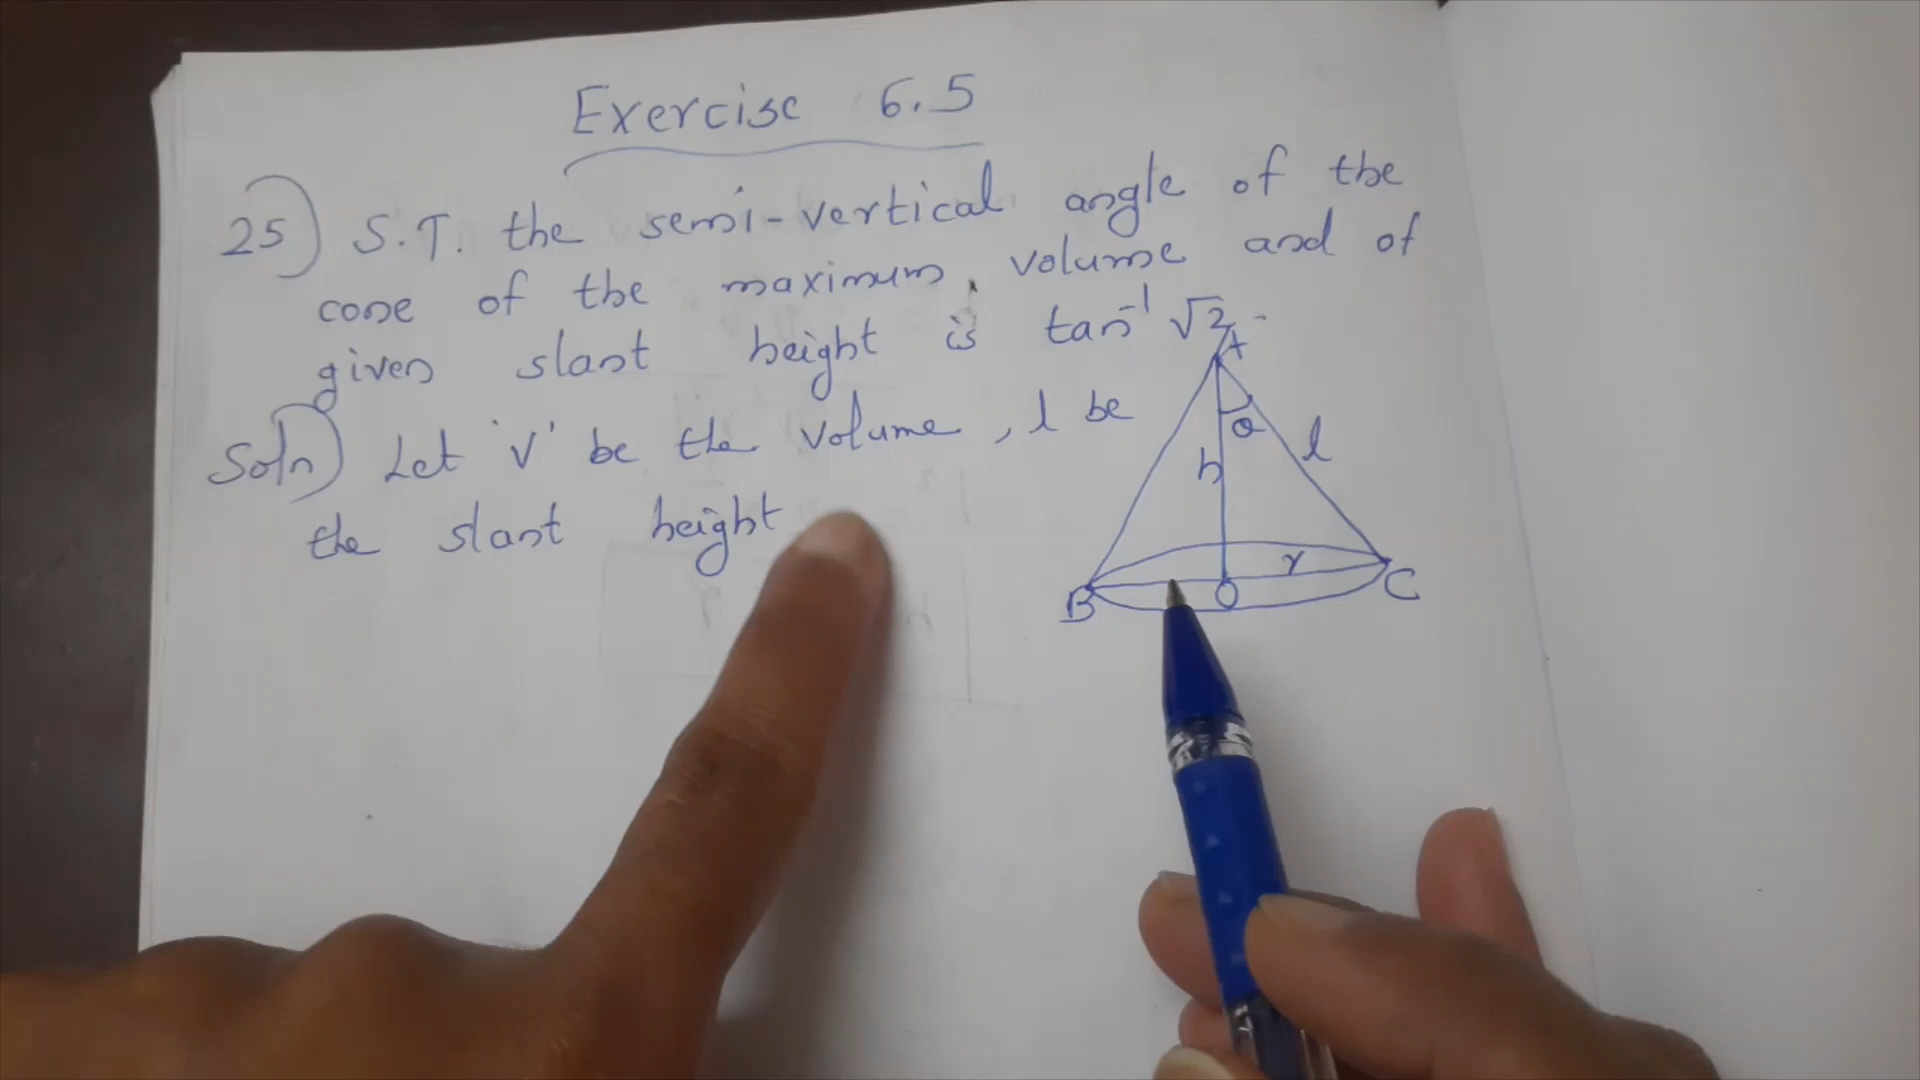 Exercise 6.5
25) S.T. the semi-vertical angle of the
cone of the maximum volume and of
given slant height is tan⁻¹ √2.
Soln) Let 'V' be the volume, l be
the slant height
A
θ
l
h
r
B
O
C